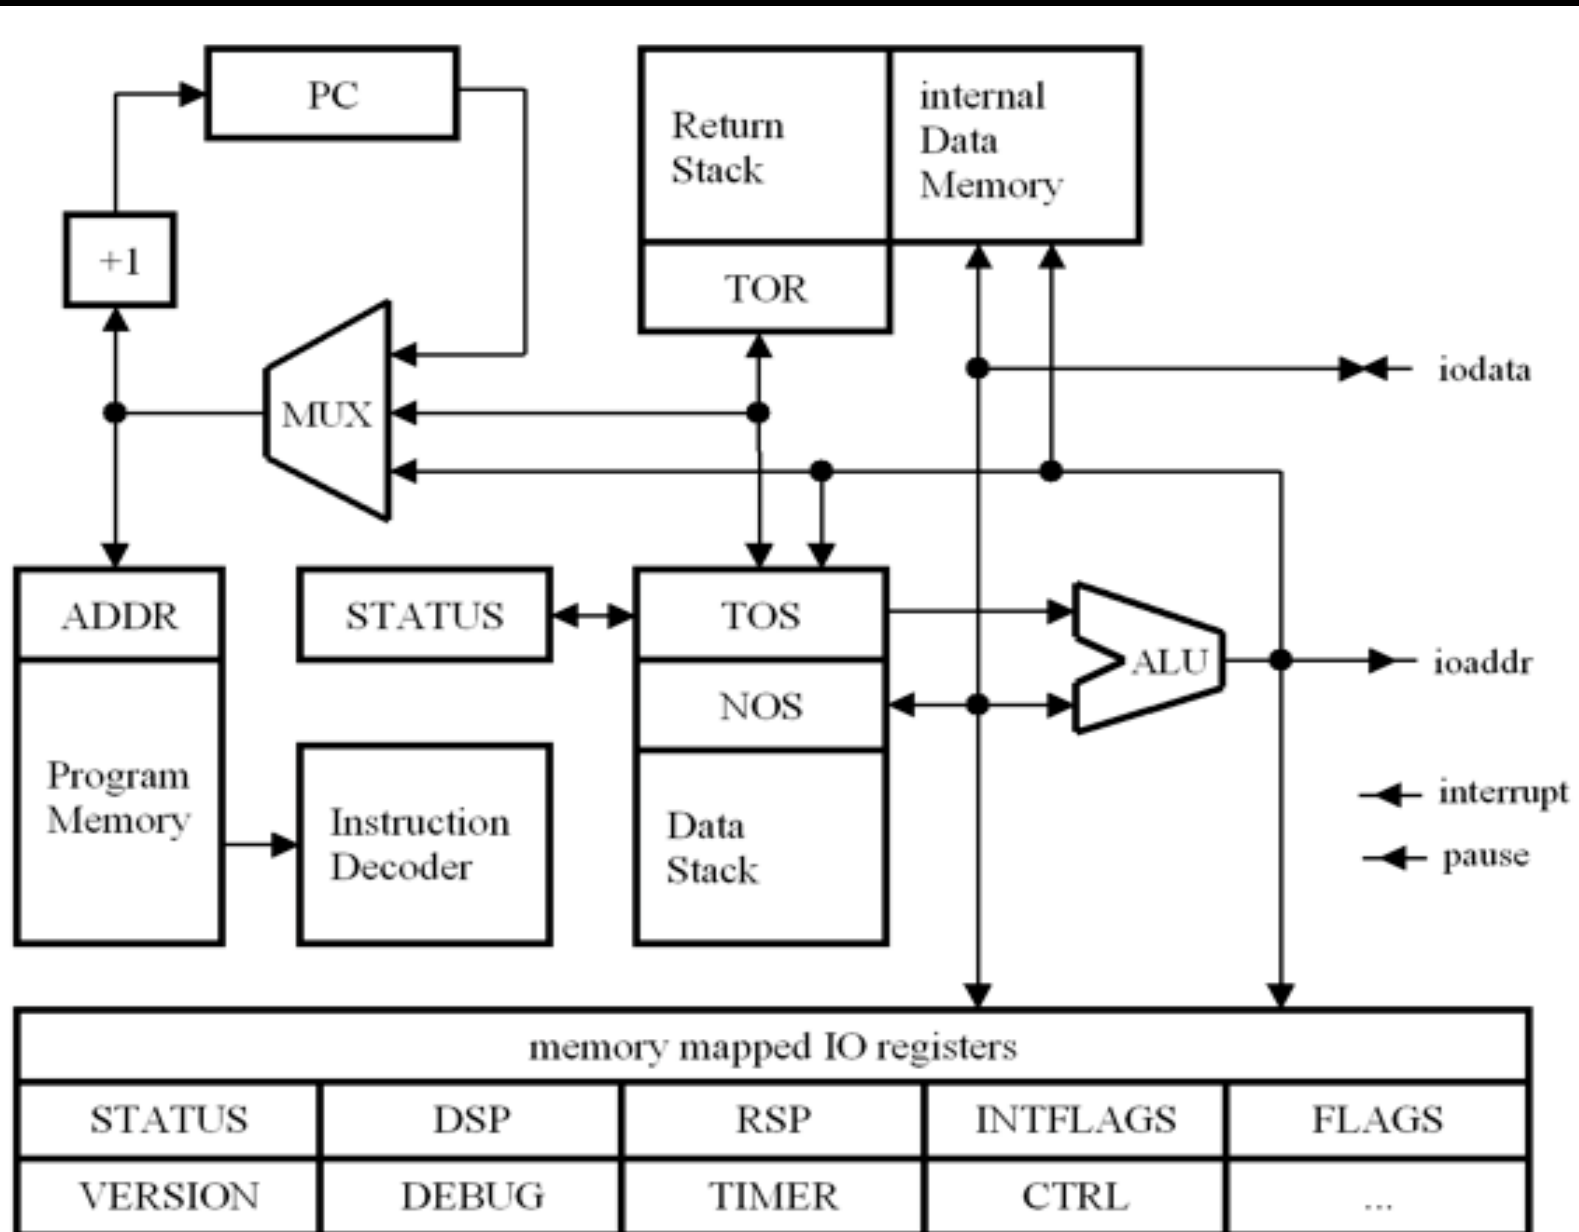 PC
Return
Stack
internal
Data
Memory
+1
TOR
MUX
iodata
ADDR
STATUS
TOS
ALU
ioaddr
NOS
Program
Memory
Instruction
Decoder
Data
Stack
interrupt
pause
memory mapped IO registers
STATUS DSP RSP INTFLAGS FLAGS
VERSION DEBUG TIMER CTRL ...